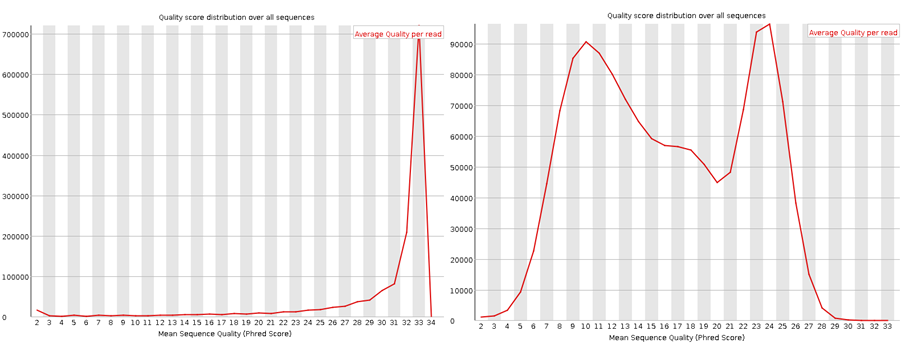 Quality score distribution over all sequences
Average Quality per read
700000
600000
500000
400000
300000
200000
100000
0
2 3 4 5 6 7 8 9 10 11 12 13 14 15 16 17 18 19 20 21 22 23 24 25 26 27 28 29 30 31 32 33 34
Mean Sequence Quality (Phred Score)
Quality score distribution over all sequences
Average Quality per read
90000
80000
70000
60000
50000
40000
30000
20000
10000
0
2 3 4 5 6 7 8 9 10 11 12 13 14 15 16 17 18 19 20 21 22 23 24 25 26 27 28 29 30 31 32 33
Mean Sequence Quality (Phred Score)